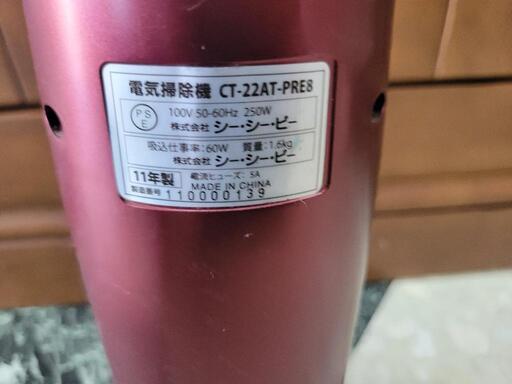 電気掃除機 CT-22AT-PRE8
PS
E
100V 50-60Hz 250W
株式会社 シー・シー・ピー
吸込仕事率:60W 質量:1.6kg
株式会社 シー・シー・ピー
11年製 電流ヒューズ: 5A
MADE IN CHINA
製造番号 110000139